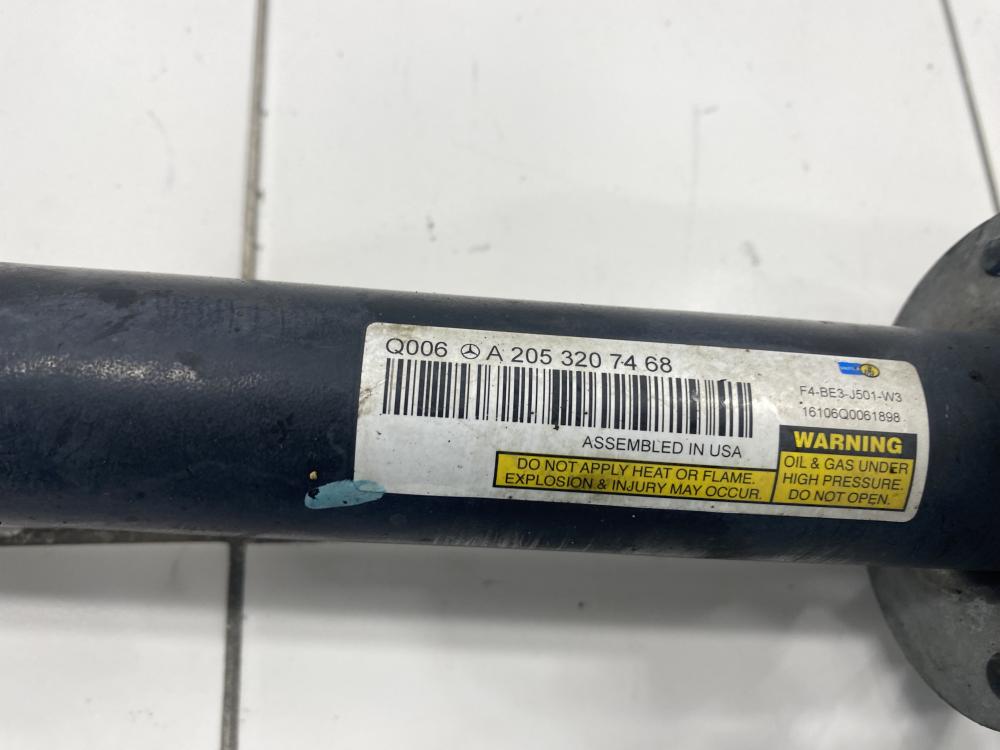 Q006 A 205 320 74 68
F4-BE3-J501-W3
16106Q0061898
ASSEMBLED IN USA
DO NOT APPLY HEAT OR FLAME.
EXPLOSION & INJURY MAY OCCUR.
WARNING
OIL & GAS UNDER
HIGH PRESSURE.
DO NOT OPEN.